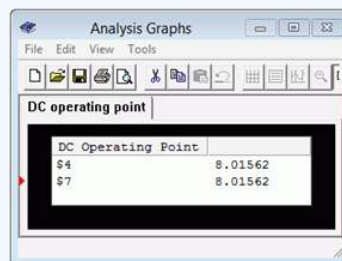 Analysis Graphs
File Edit View Tools
DC operating point
DC Operating Point
$4 8.01562
$7 8.01562